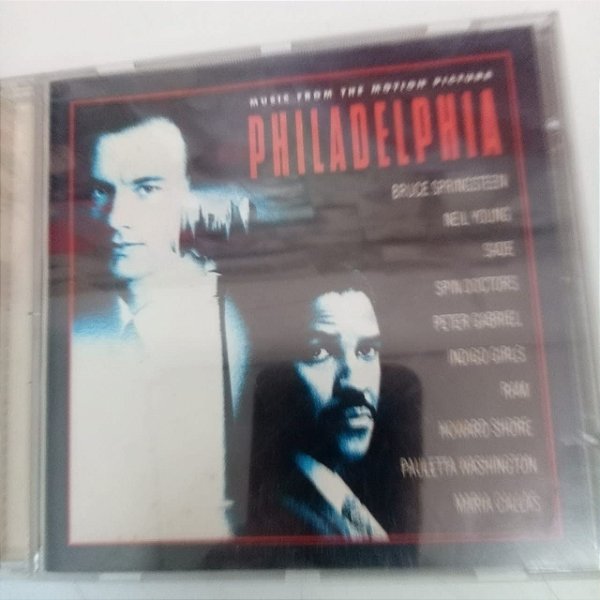 MUSIC FROM THE MOTION PICTURE
PHILADELPHIA
BRUCE SPRINGSTEEN
NEIL YOUNG
SADE
SPIN DOCTORS
PETER GABRIEL
INDIGO GIRLS
RAM
HOWARD SHORE
PAULETTA WASHINGTON
MARIA CALLAS